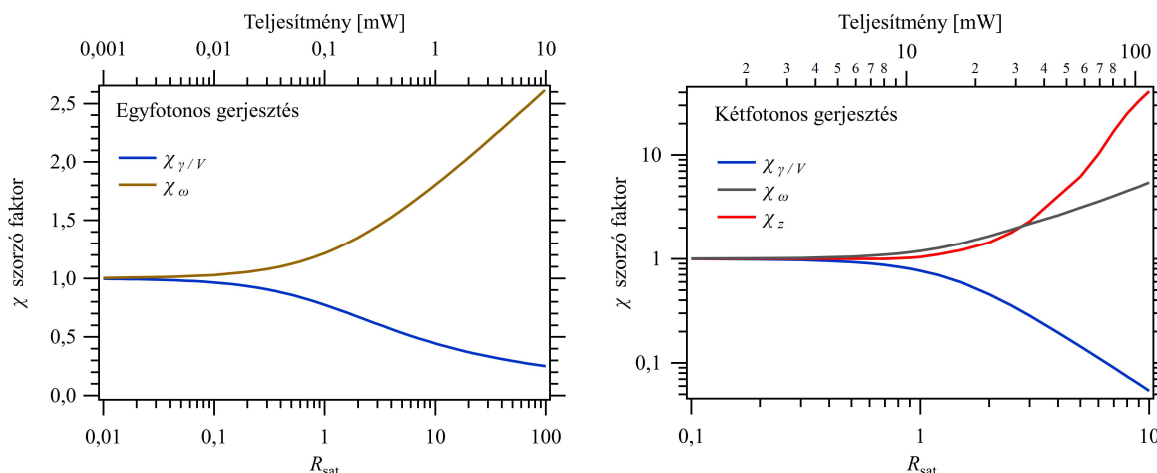 Teljesítmény [mW]
0,001 0,01 0,1 1 10
2,5
2,0
1,5
1,0
0,5
0,0
χ szorzó faktor
Egyfotonos gerjesztés
χ γ / V
χ ω
0,01 0,1 1 10 100
R sat
Teljesítmény [mW]
10 100
2 3 4 5 6 7 8 2 3 4 5 6 7 8
10
1
0,1
χ szorzó faktor
Kétfotonos gerjesztés
χ γ / V
χ ω
χ z
0,1 1 10
R sat